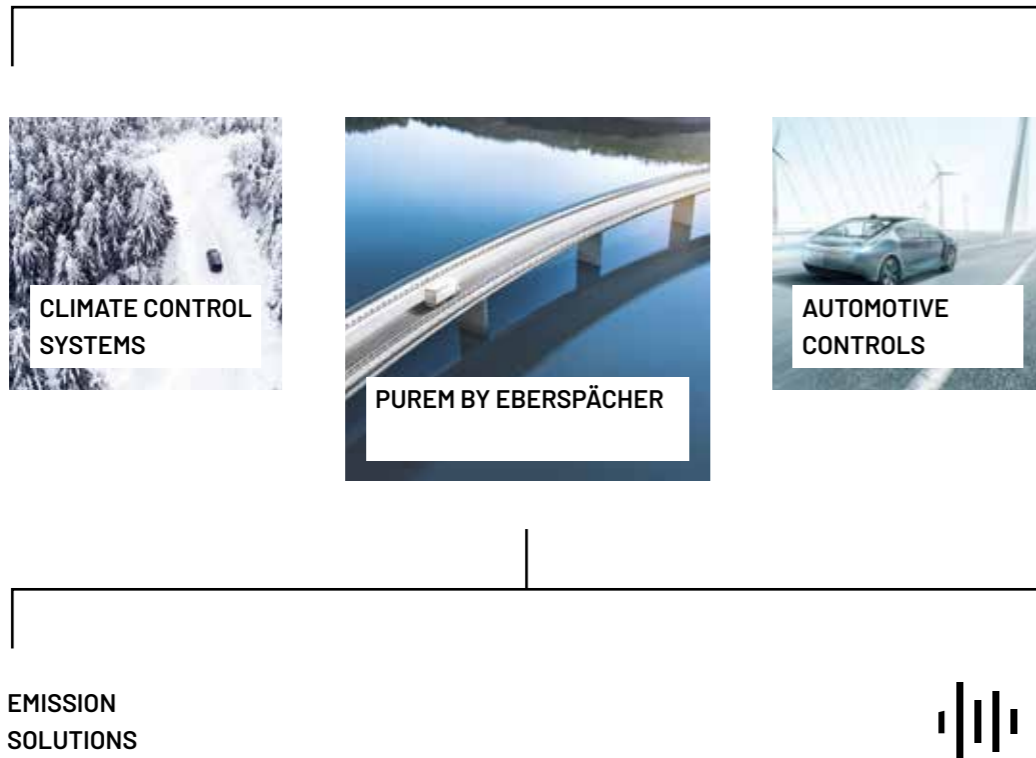 CLIMATE CONTROL
SYSTEMS
PUREM BY EBERSPÄCHER
AUTOMOTIVE
CONTROLS
EMISSION
SOLUTIONS